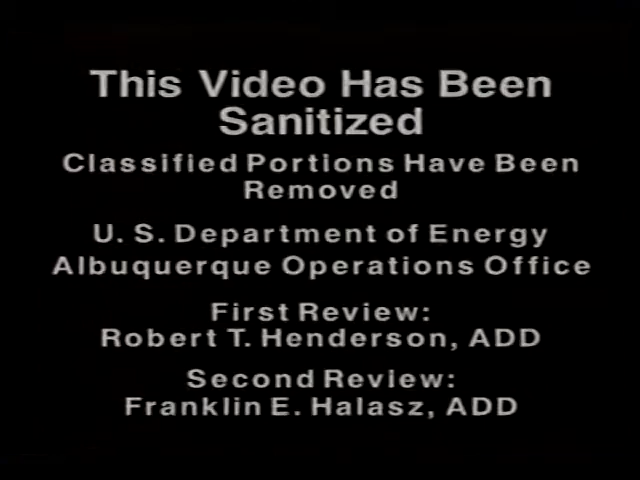 This Video Has Been
Sanitized
Classified Portions Have Been
Removed
U. S. Department of Energy
Albuquerque Operations Office
First Review:
Robert T. Henderson, ADD
Second Review:
Franklin E. Halasz, ADD